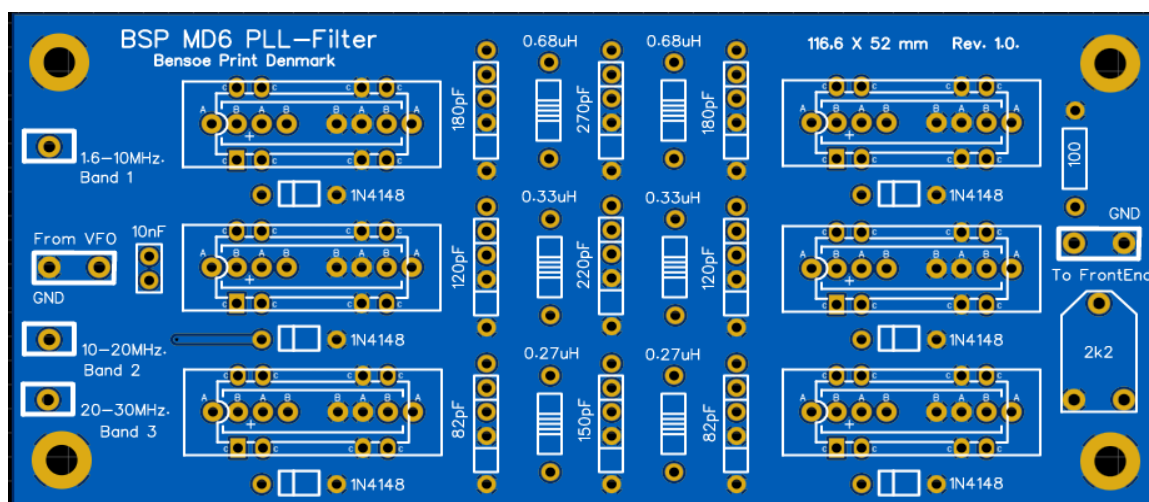 BSP MD6 PLL-Filter
Bensoe Print Denmark
0.68uH
0.68uH
116.6 X 52 mm Rev. 1.0.
C C C C
A B A B B A B A
+
C C C C
180pF
270pF
180pF
C C C C
A B A B B A B A
+
C C C C
100
1.6-10MHz.
Band 1
1N4148
1N4148
0.33uH
0.33uH
GND
From VFO
GND
10nF
C C C C
A B A B B A B A
+
C C C C
120pF
220pF
120pF
C C C C
A B A B B A B A
+
C C C C
To FrontEnd
10-20MHz.
Band 2
1N4148
1N4148
0.27uH
0.27uH
2k2
20-30MHz.
Band 3
C C C C
A B A B B A B A
+
C C C C
82pF
150pF
82pF
C C C C
A B A B B A B A
+
C C C C
1N4148
1N4148